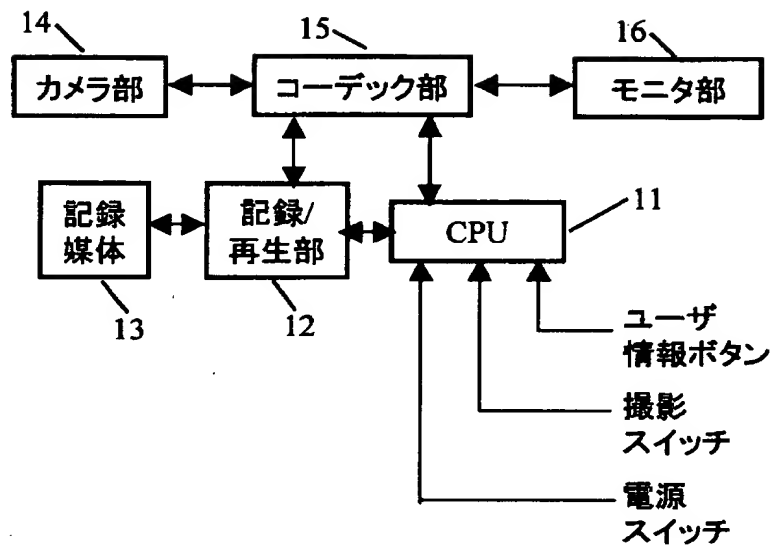 14
15
16
カメラ部
コーデック部
モニタ部
記録
媒体
記録/
再生部
CPU
11
13
12
ユーザ
情報ボタン
撮影
スイッチ
電源
スイッチ